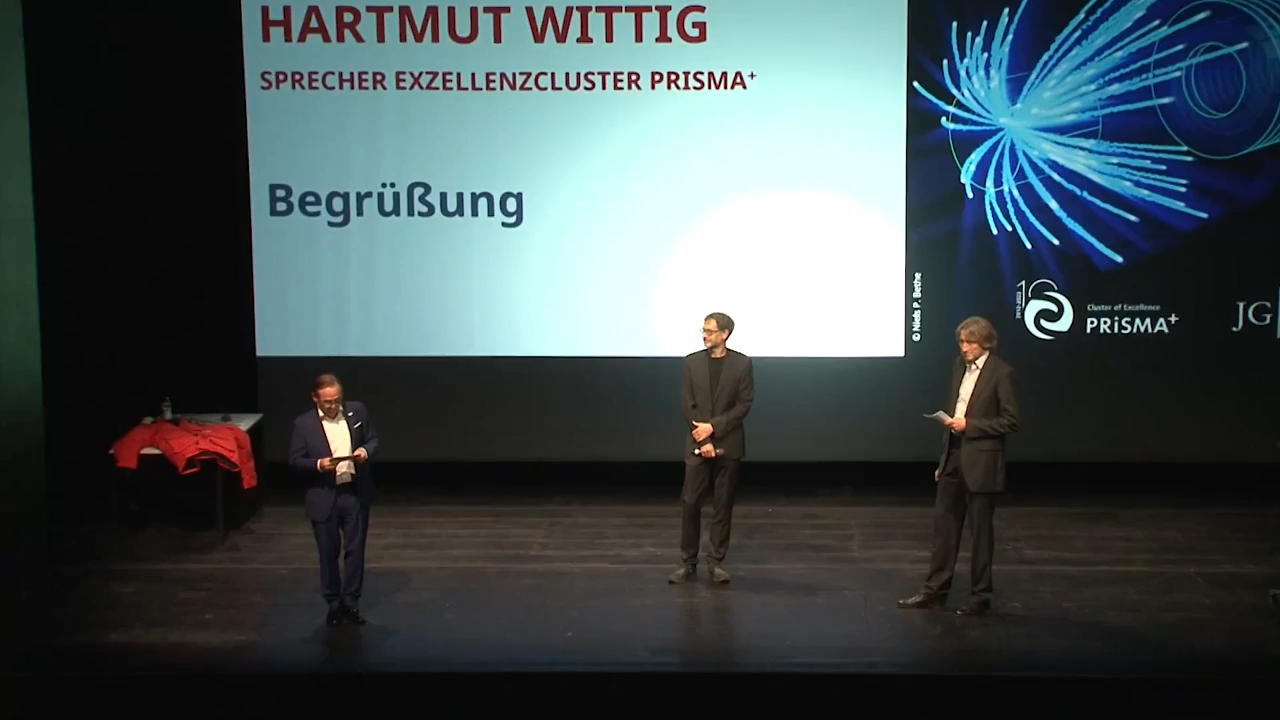 HARTMUT WITTIG
SPRECHER EXZELLENZCLUSTER PRISMA⁺
Begrüßung
© Niels P. Bethe
Cluster of Excellence
PRiSMA⁺
JG